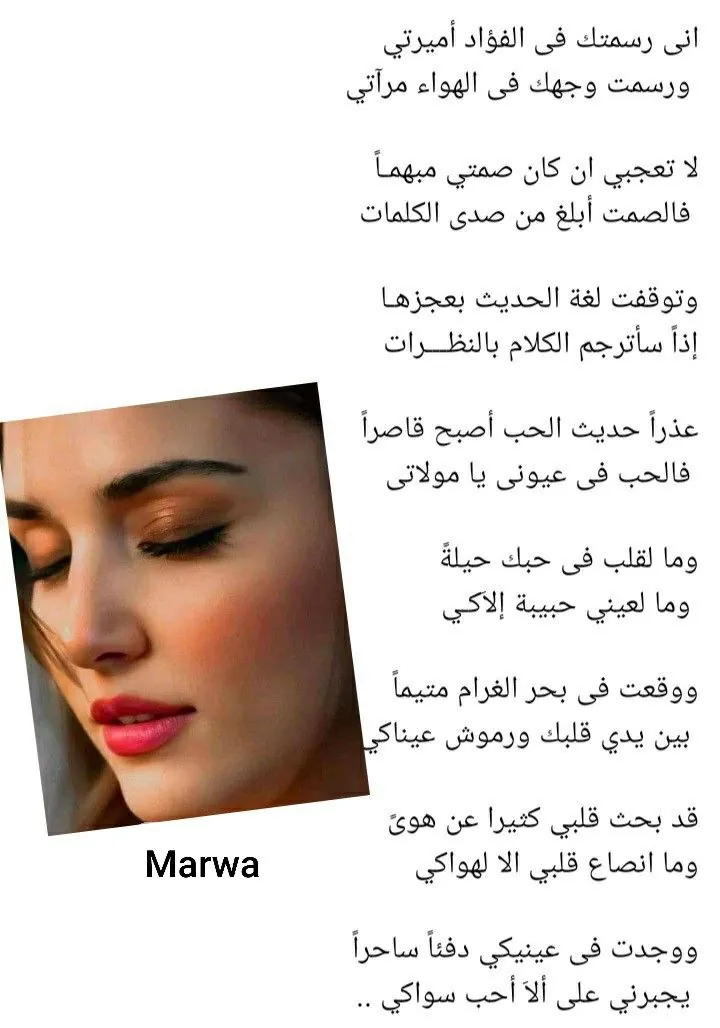 انى رسمتك فى الفؤاد أميرتي
ورسمت وجهك فى الهواء مرآتي
لا تعجبي ان كان صمتي مبهمـاً
فالصمت أبلغ من صدى الكلمات
وتوقفت لغة الحديث بعجزهـا
إذاً سأترجم الكلام بالنظـــرات
عذراً حديث الحب أصبح قاصراً
فالحب فى عيونى يا مولاتى
وما لقلب فى حبك حيلةً
وما لعيني حبيبة إلاَكـي
ووقعت فى بحر الغرام متيماً
بين يدي قلبك ورموش عيناكي
قد بحث قلبي كثيرا عن هوىً
وما انصاع قلبي الا لهواكي
ووجدت فى عينيكي دفئاً ساحراً
يجبرني على ألاَ أحب سواكي ..
Marwa